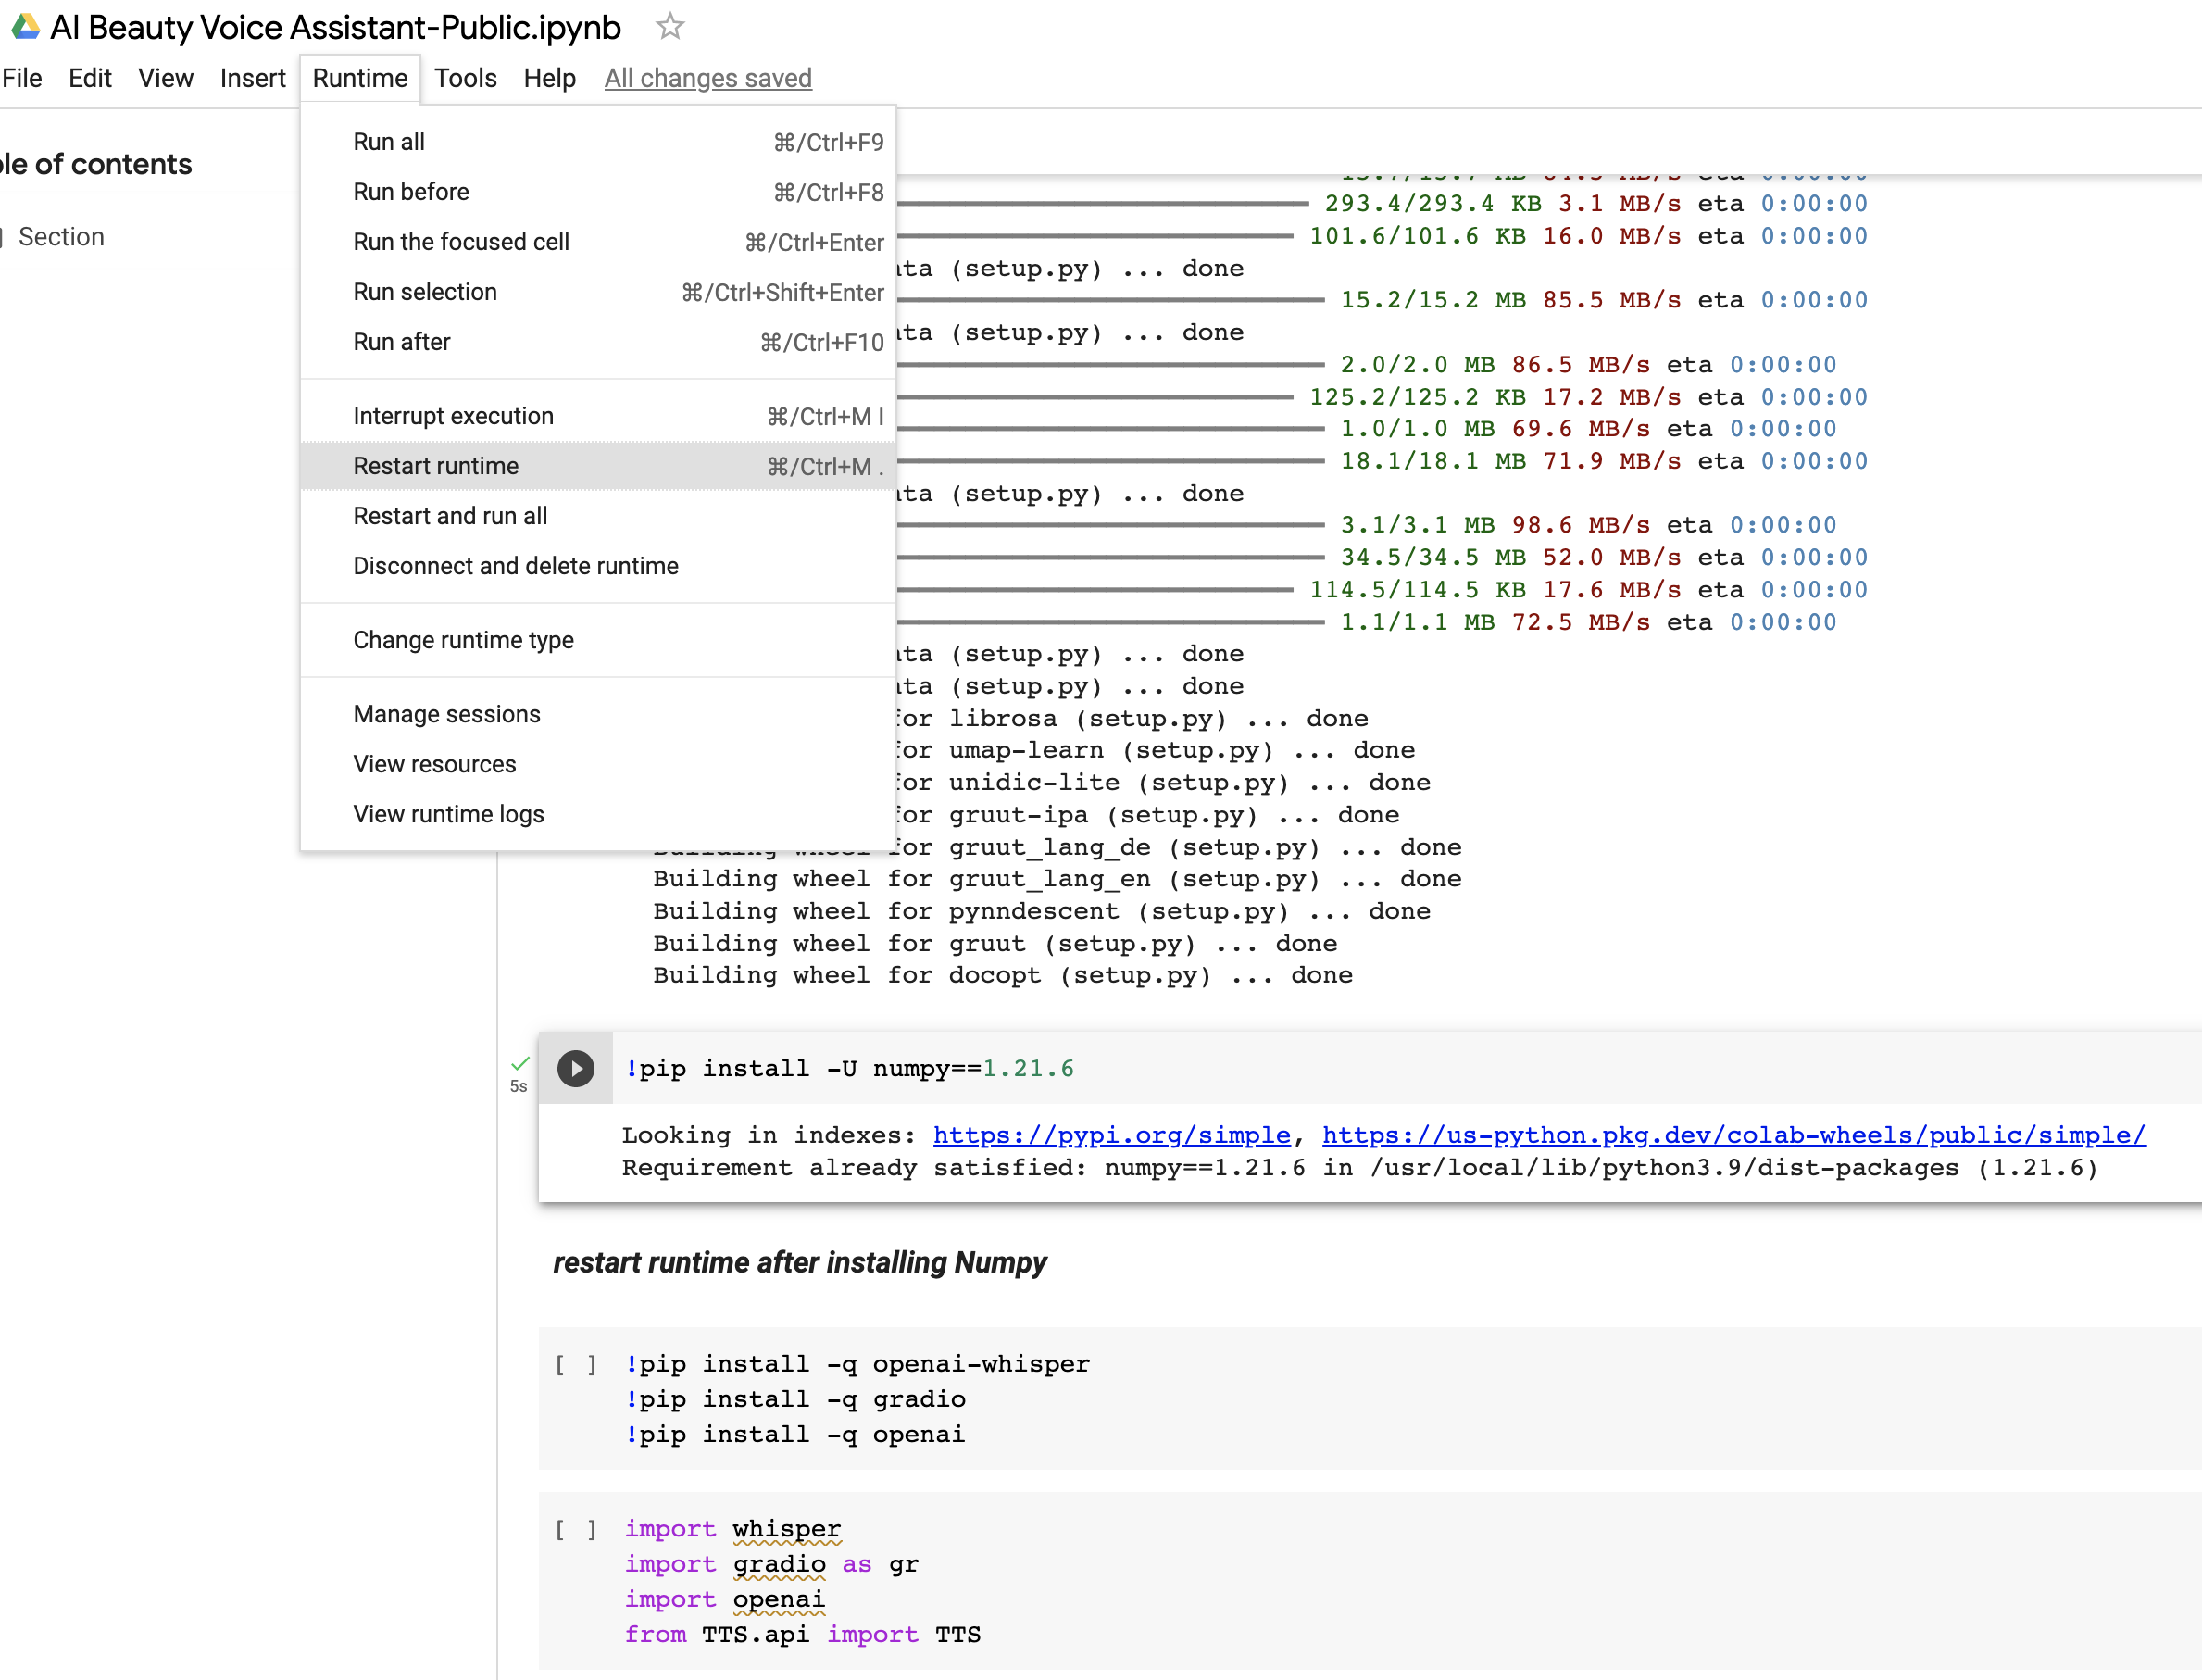 AI Beauty Voice Assistant-Public.ipynb
File Edit View Insert Runtime Tools Help All changes saved
Run all ⌘/Ctrl+F9
Run before ⌘/Ctrl+F8
Run the focused cell ⌘/Ctrl+Enter
Run selection ⌘/Ctrl+Shift+Enter
Run after ⌘/Ctrl+F10
Interrupt execution ⌘/Ctrl+M I
Restart runtime ⌘/Ctrl+M .
Restart and run all
Disconnect and delete runtime
Change runtime type
Manage sessions
View resources
View runtime logs
of contents
Section
293.4/293.4 KB 3.1 MB/s eta 0:00:00
101.6/101.6 KB 16.0 MB/s eta 0:00:00
(setup.py) ... done
15.2/15.2 MB 85.5 MB/s eta 0:00:00
(setup.py) ... done
2.0/2.0 MB 86.5 MB/s eta 0:00:00
125.2/125.2 KB 17.2 MB/s eta 0:00:00
1.0/1.0 MB 69.6 MB/s eta 0:00:00
18.1/18.1 MB 71.9 MB/s eta 0:00:00
(setup.py) ... done
3.1/3.1 MB 98.6 MB/s eta 0:00:00
34.5/34.5 MB 52.0 MB/s eta 0:00:00
114.5/114.5 KB 17.6 MB/s eta 0:00:00
1.1/1.1 MB 72.5 MB/s eta 0:00:00
(setup.py) ... done
(setup.py) ... done
for librosa (setup.py) ... done
for umap-learn (setup.py) ... done
for unidic-lite (setup.py) ... done
for gruut-ipa (setup.py) ... done
for gruut_lang_de (setup.py) ... done
Building wheel for gruut_lang_en (setup.py) ... done
Building wheel for pynndescent (setup.py) ... done
Building wheel for gruut (setup.py) ... done
Building wheel for docopt (setup.py) ... done
5s
!pip install -U numpy==1.21.6
Looking in indexes: https://pypi.org/simple, https://us-python.pkg.dev/colab-wheels/public/simple/
Requirement already satisfied: numpy==1.21.6 in /usr/local/lib/python3.9/dist-packages (1.21.6)
restart runtime after installing Numpy
[ ] !pip install -q openai-whisper
!pip install -q gradio
!pip install -q openai
[ ] import whisper
import gradio as gr
import openai
from TTS.api import TTS